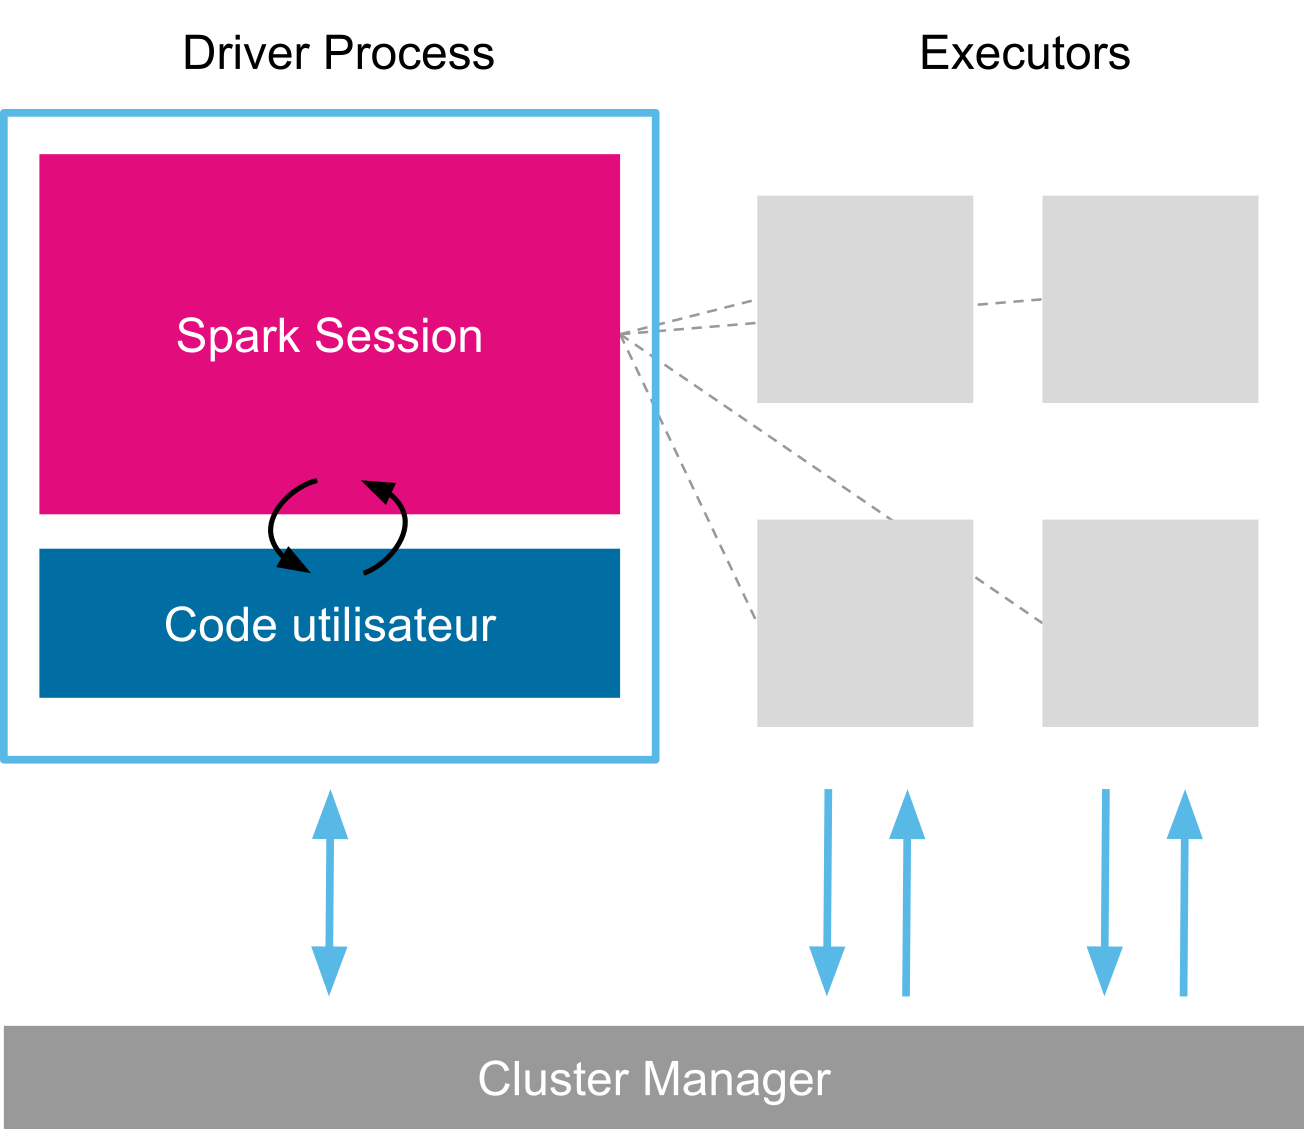 Driver Process
Executors
Spark Session
Code utilisateur
Cluster Manager